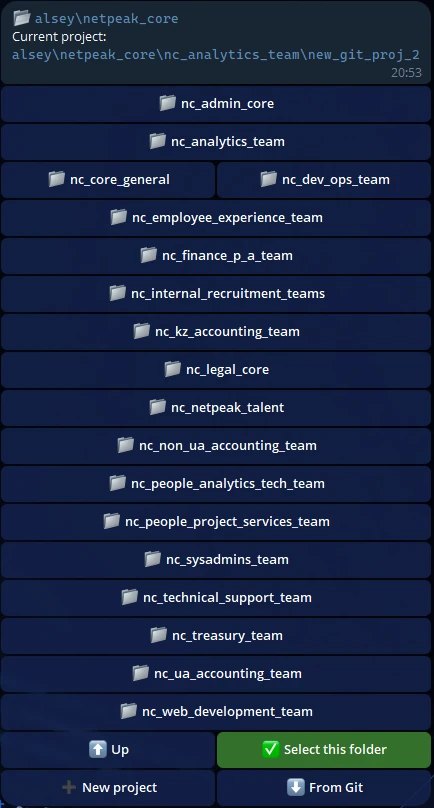 alsey\netpeak_core
Current project:
alsey\netpeak_core\nc_analytics_team\new_git_proj_2
20:53
nc_admin_core
nc_analytics_team
nc_core_general
nc_dev_ops_team
nc_employee_experience_team
nc_finance_p_a_team
nc_internal_recruitment_teams
nc_kz_accounting_team
nc_legal_core
nc_netpeak_talent
nc_non_ua_accounting_team
nc_people_analytics_tech_team
nc_people_project_services_team
nc_sysadmins_team
nc_technical_support_team
nc_treasury_team
nc_ua_accounting_team
nc_web_development_team
Up
Select this folder
New project
From Git